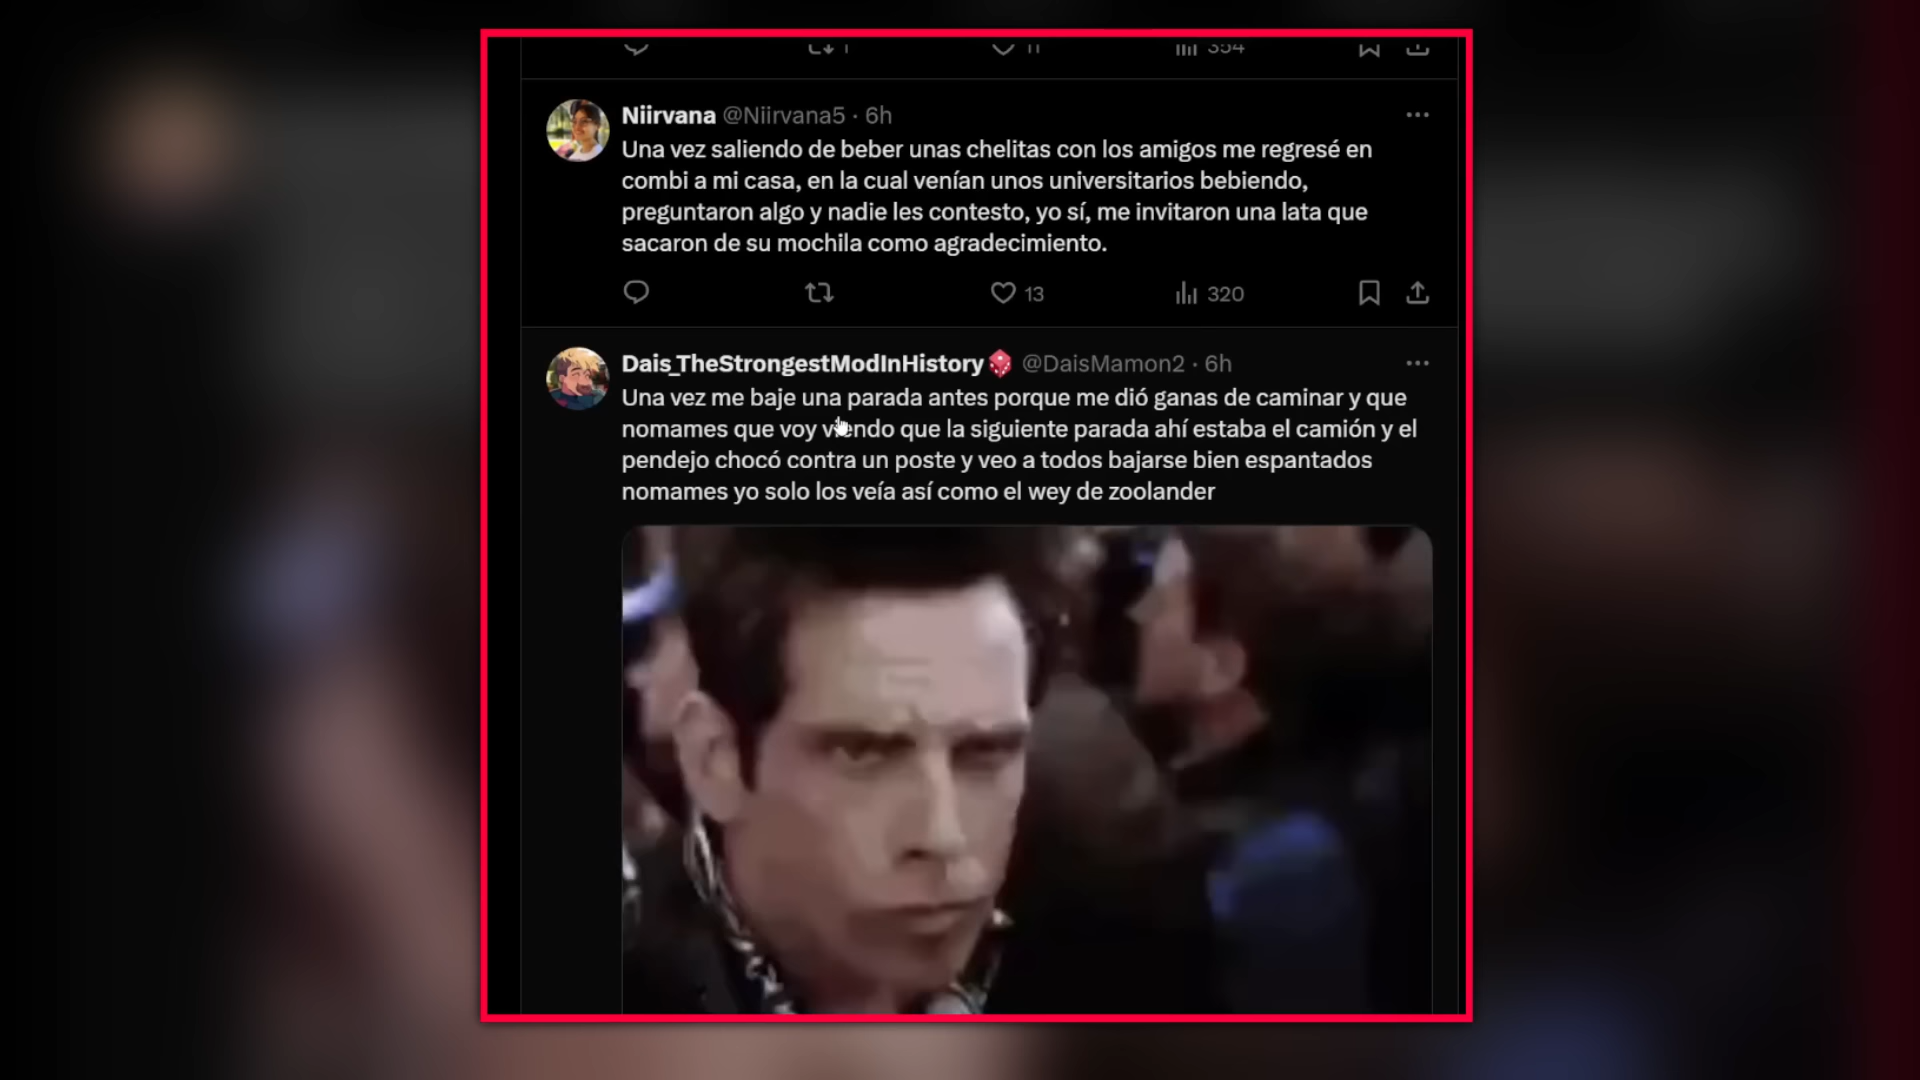 1 11 354
Niirvana @Niirvana5 · 6h
Una vez saliendo de beber unas chelitas con los amigos me regresé en
combi a mi casa, en la cual venían unos universitarios bebiendo,
preguntaron algo y nadie les contesto, yo sí, me invitaron una lata que
sacaron de su mochila como agradecimiento.
13 320
Dais_TheStrongestModInHistory @DaisMamon2 · 6h
Una vez me baje una parada antes porque me dió ganas de caminar y que
nomames que voy viendo que la siguiente parada ahí estaba el camión y el
pendejo chocó contra un poste y veo a todos bajarse bien espantados
nomames yo solo los veía así como el wey de zoolander